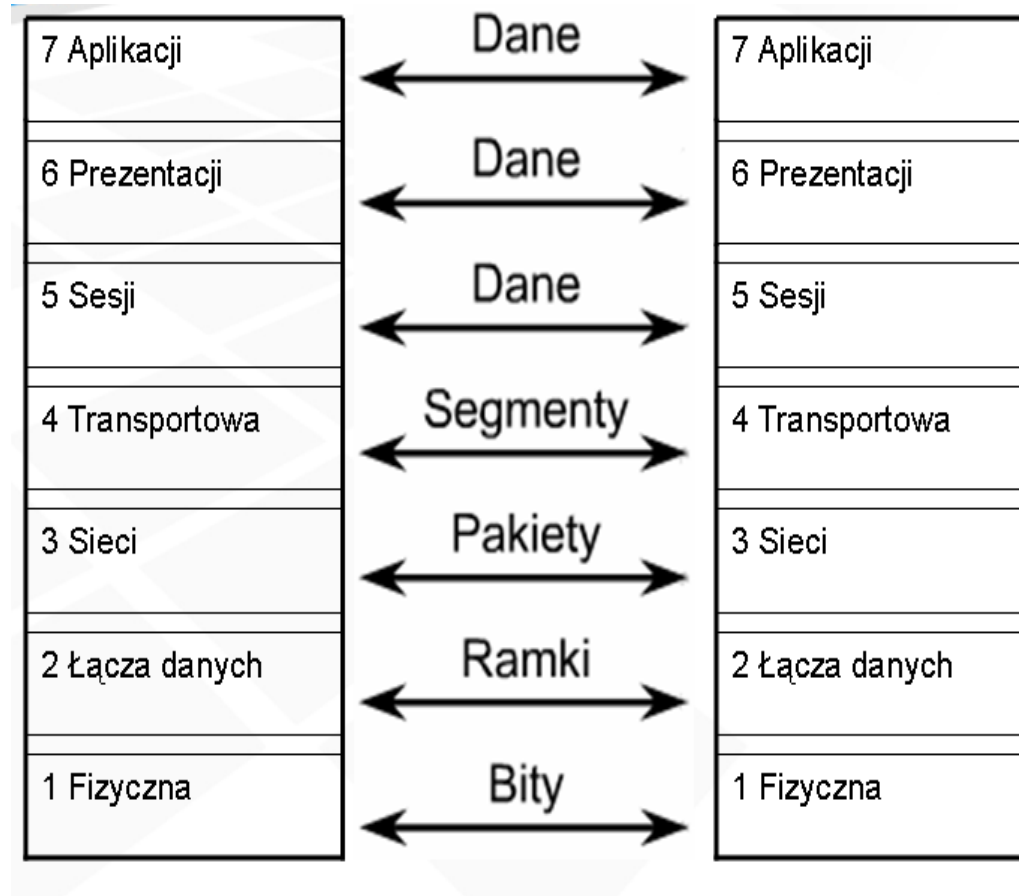 7 Aplikacji
Dane
7 Aplikacji
6 Prezentacji
Dane
6 Prezentacji
5 Sesji
Dane
5 Sesji
4 Transportowa
Segmenty
4 Transportowa
3 Sieci
Pakiety
3 Sieci
2 Łącza danych
Ramki
2 Łącza danych
1 Fizyczna
Bity
1 Fizyczna